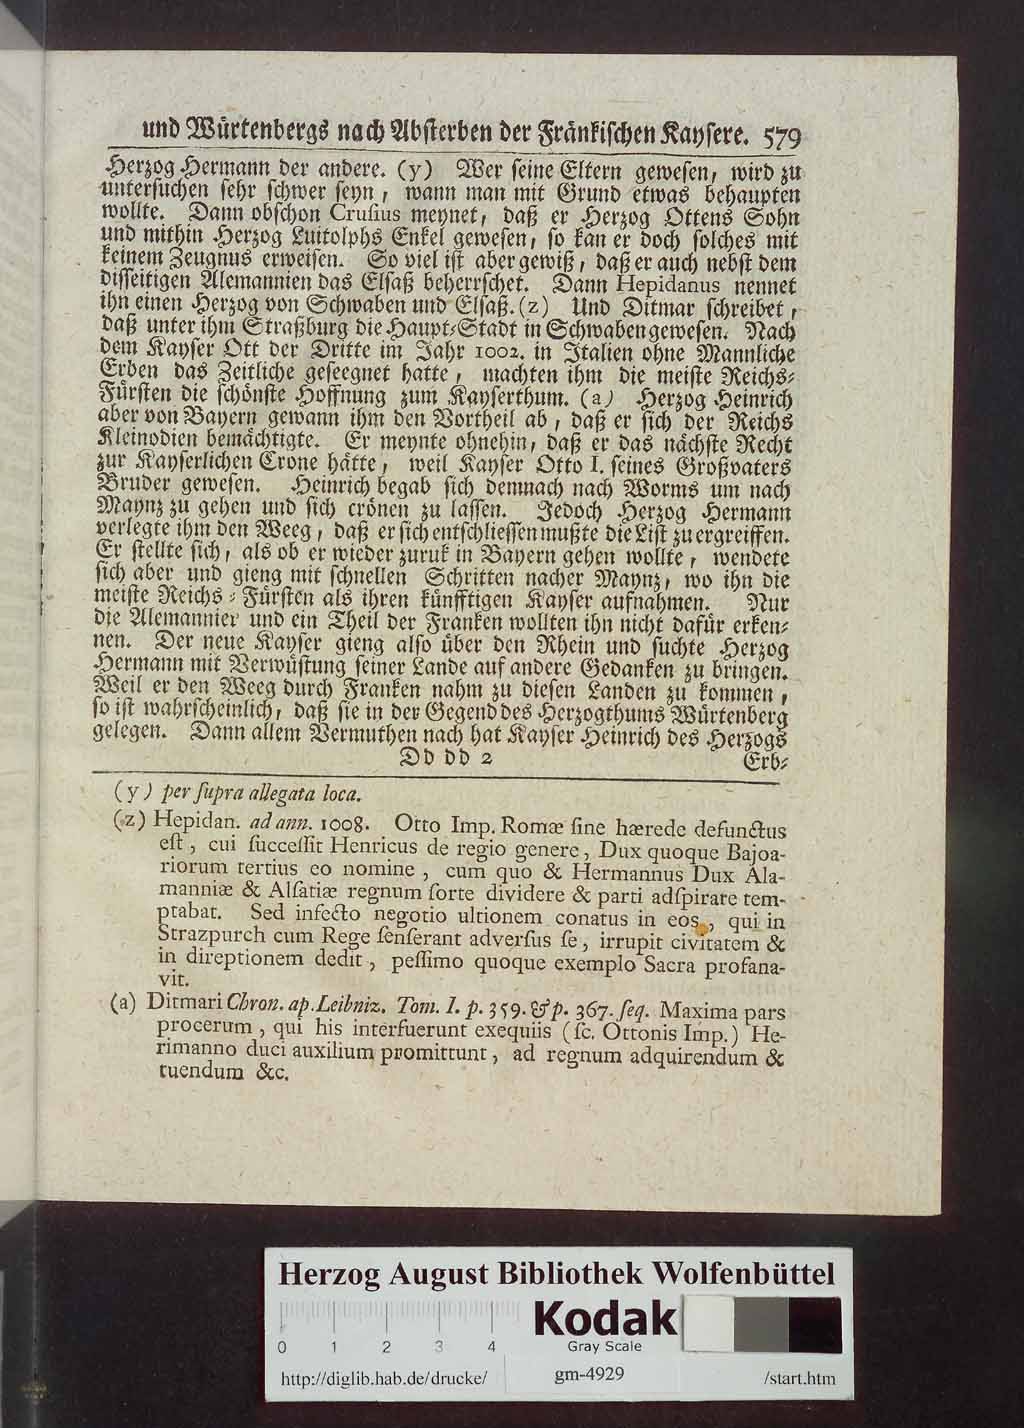 und Würtenbergs nach Absterben der Fränkischen Kaysere. 579
Herzog Hermann der andere. (y) Wer seine Eltern gewesen, wird zu
untersuchen sehr schwer seyn, wann man mit Grund etwas behaupten
wollte. Dann obschon Crusius meynet, daß er Herzog Ottens Sohn
und mithin Herzog Luitolphs Enkel gewesen, so kan er doch solches mit
keinem Zeugnus erweisen. So viel ist aber gewiß, daß er auch nebst dem
disseitigen Alemannien das Elsaß beherrschet. Dann Hepidanus nennet
ihn einen Herzog von Schwaben und Elsaß. (z) Und Ditmar schreibet,
daß unter ihm Straßburg die Haupt-Stadt in Schwaben gewesen. Nach
dem Kayser Ott der Dritte im Jahr 1002. in Italien ohne Mannliche
Erben das Zeitliche geseegnet hatte, machten ihm die meiste Reichs-
Fürsten die schönste Hoffnung zum Kayserthum. (a) Herzog Heinrich
aber von Bayern gewann ihm den Vortheil ab, daß er sich der Reichs
Kleinodien bemächtigte. Er meynte ohnehin, daß er das nächste Recht
zur Kayserlichen Crone hätte, weil Kayser Otto I. seines Großvaters
Bruder gewesen. Heinrich begab sich demnach nach Worms um nach
Maynz zu gehen und sich crönen zu lassen. Jedoch Herzog Hermann
verlegte ihm den Weeg, daß er sich entschliessen mußte die List zu ergreiffen.
Er stellte sich, als ob er wieder zuruk in Bayern gehen wollte, wendete
sich aber und gieng mit schnellen Schritten nacher Maynz, wo ihn die
meiste Reichs-Fürsten als ihren künfftigen Kayser aufnahmen. Nur
die Alemannier und ein Theil der Franken wollten ihn nicht dafür erken-
nen. Der neue Kayser gieng also über den Rhein und suchte Herzog
Hermann mit Verwüstung seiner Lande auf andere Gedanken zu bringen.
Weil er den Weeg durch Franken nahm zu diesen Landen zu kommen,
so ist wahrscheinlich, daß sie in der Gegend des Herzogthums Würtenberg
gelegen. Dann allem Vermuthen nach hat Kayser Heinrich des Herzogs
Dd dd 2 Erb-
(y) per supra allegata loca.
(z) Hepidan. ad ann. 1008. Otto Imp. Romæ sine hærede defunctus
est, cui successit Henricus de regio genere, Dux quoque Bajoa-
riorum tertius eo nomine, cum quo & Hermannus Dux Ala-
manniæ & Alsatiæ regnum sorte dividere & parti adspirare tem-
ptabat. Sed infecto negotio ultionem conatus in eos, qui in
Strazpurch cum Rege senserant adversus se, irrupit civitatem &
in direptionem dedit, pessimo quoque exemplo Sacra profana-
vit.
(a) Ditmari Chron. ap. Leibniz. Tom. I. p. 359. & p. 367. seq. Maxima pars
procerum, qui his interfuerunt exequiis (sc. Ottonis Imp.) He-
rimanno duci auxilium promittunt, ad regnum adquirendum &
tuendum &c.
Herzog August Bibliothek Wolfenbüttel
0 1 2 3 4
Kodak
Gray Scale
http://diglib.hab.de/drucke/ gm-4929 /start.htm